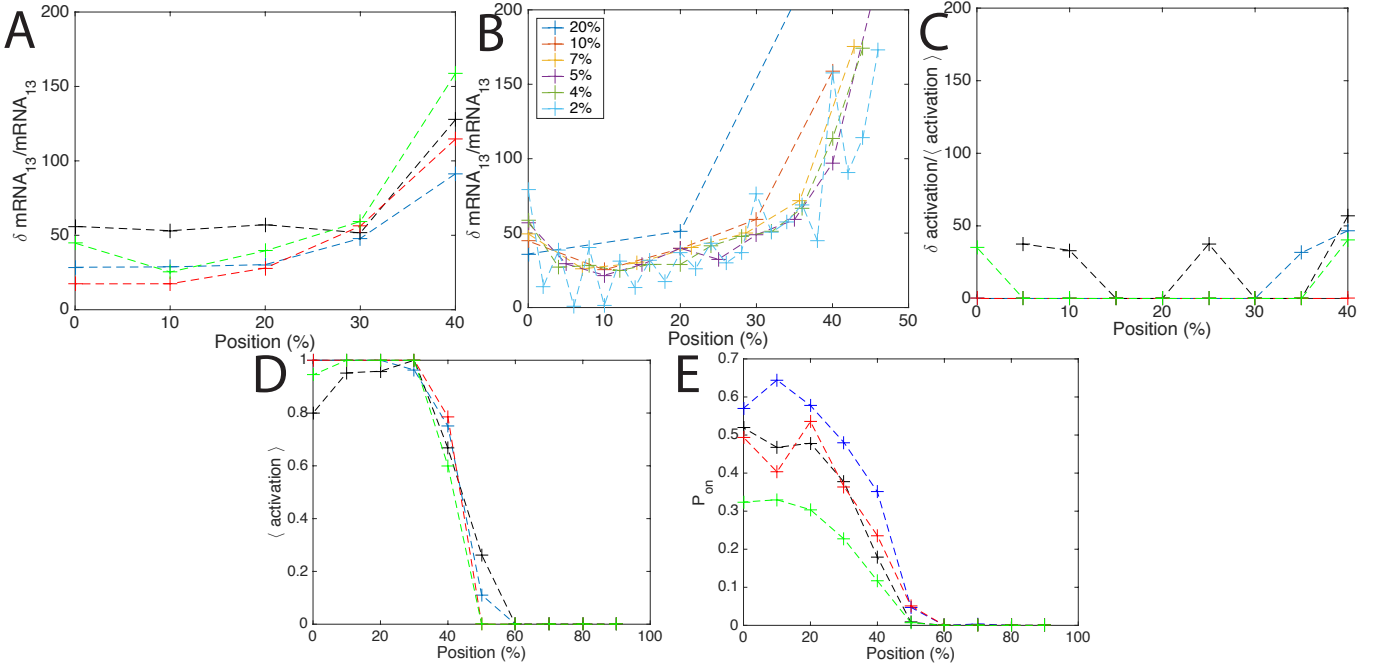 A
δ mRNA₁₃/mRNA₁₃
200
150
100
50
0
0 10 20 30 40
Position (%)
B
δ mRNA₁₃/mRNA₁₃
200
150
100
50
0
20%
10%
7%
5%
4%
2%
0 10 20 30 40 50
Position (%)
C
δ activation/⟨ activation ⟩
200
150
100
50
0
0 10 20 30 40
Position (%)
D
⟨ activation ⟩
1
0.8
0.6
0.4
0.2
0
0 20 40 60 80 100
Position (%)
E
Pₒₙ
0.7
0.6
0.5
0.4
0.3
0.2
0.1
0
0 20 40 60 80 100
Position (%)